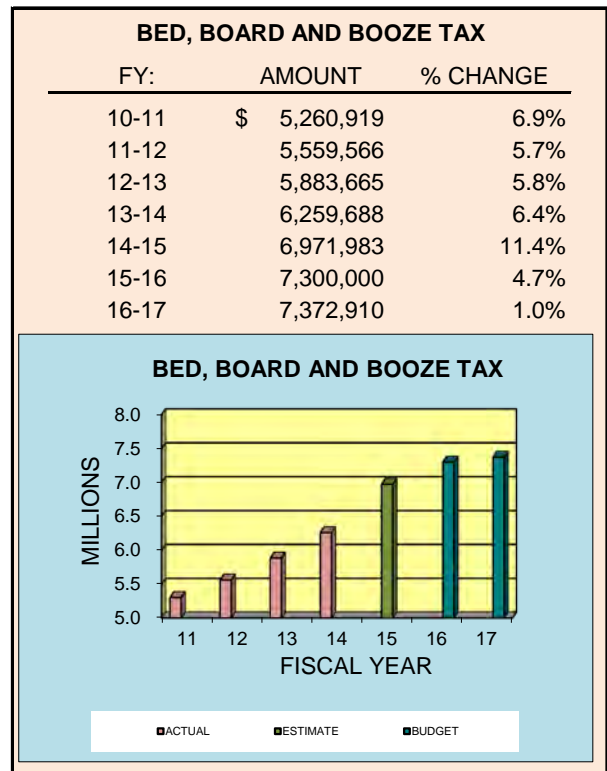 BED, BOARD AND BOOZE TAX
FY: AMOUNT % CHANGE
10-11 $ 5,260,919 6.9%
11-12 5,559,566 5.7%
12-13 5,883,665 5.8%
13-14 6,259,688 6.4%
14-15 6,971,983 11.4%
15-16 7,300,000 4.7%
16-17 7,372,910 1.0%
BED, BOARD AND BOOZE TAX
8.0
7.5
7.0
6.5
6.0
5.5
5.0
MILLIONS
11 12 13 14 15 16 17
FISCAL YEAR
ACTUAL ESTIMATE BUDGET